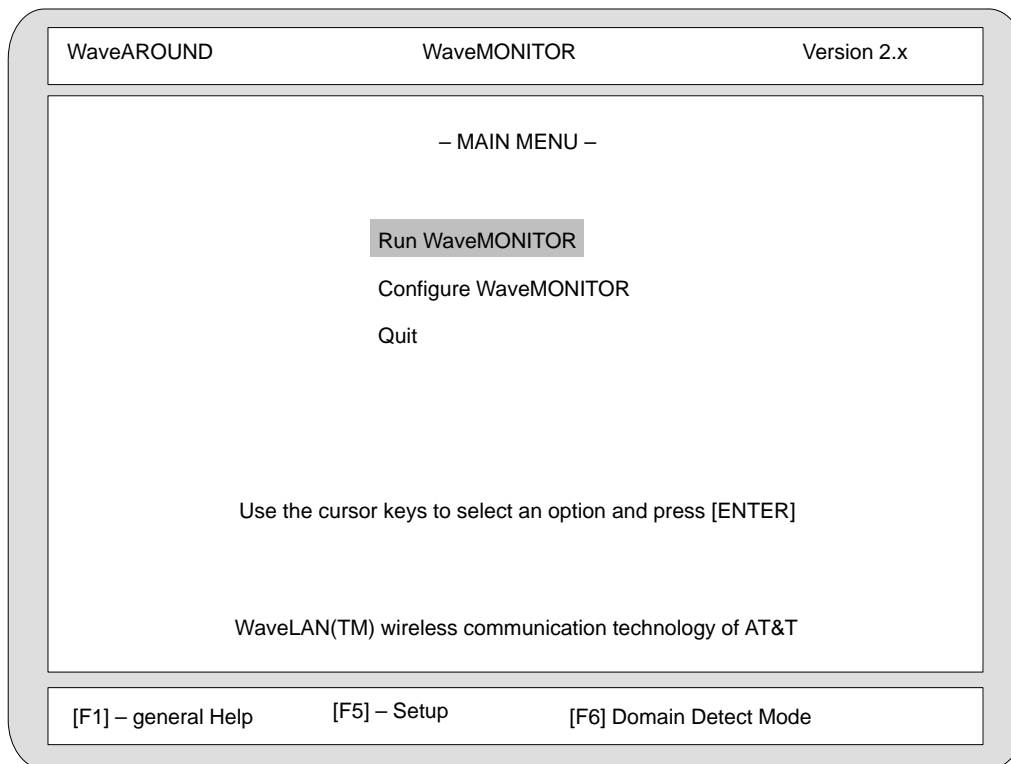 WaveAROUND WaveMONITOR Version 2.x
– MAIN MENU –
Run WaveMONITOR
Configure WaveMONITOR
Quit
Use the cursor keys to select an option and press [ENTER]
WaveLAN(TM) wireless communication technology of AT&T
[F1] – general Help [F5] – Setup [F6] Domain Detect Mode